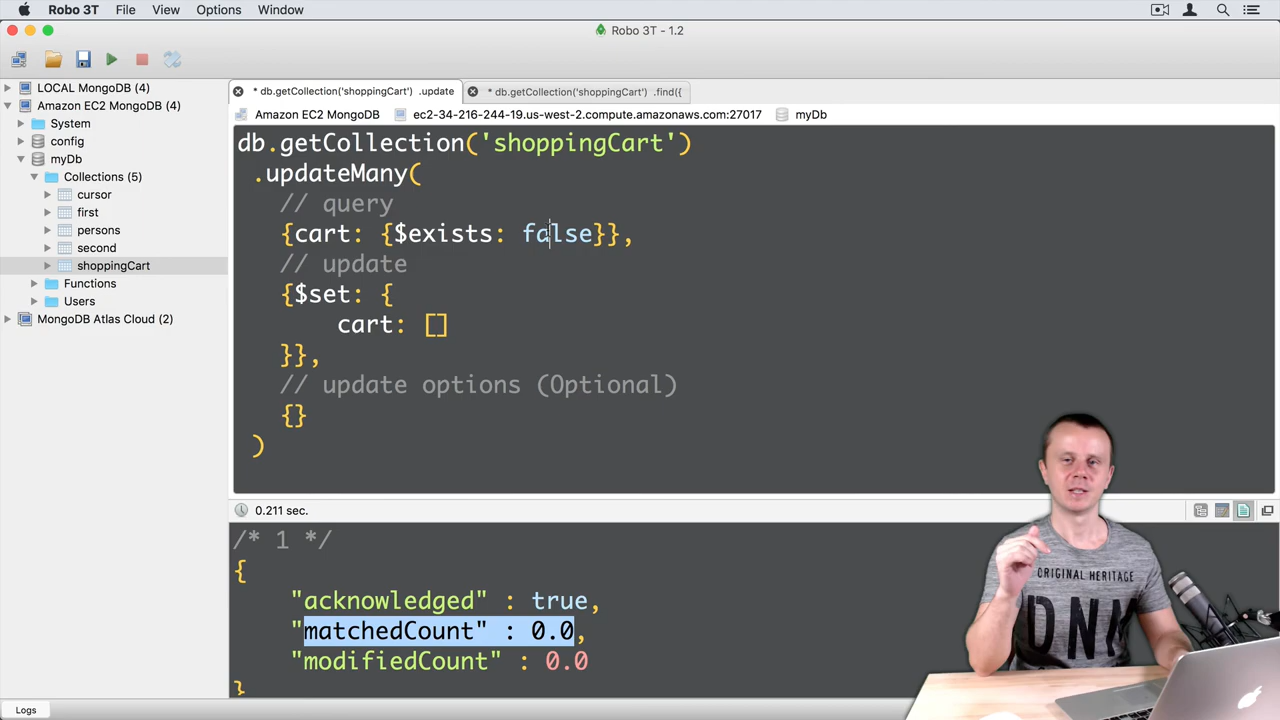 Robo 3T File View Options Window
Robo 3T - 1.2
LOCAL MongoDB (4)
Amazon EC2 MongoDB (4)
System
config
myDb
Collections (5)
cursor
first
persons
second
shoppingCart
Functions
Users
MongoDB Atlas Cloud (2)
* db.getCollection('shoppingCart') .update
* db.getCollection('shoppingCart') .find({
Amazon EC2 MongoDB ec2-34-216-244-19.us-west-2.compute.amazonaws.com:27017 myDb
db.getCollection('shoppingCart')
.updateMany(
// query
{cart: {$exists: false}},
// update
{$set: {
cart: []
}},
// update options (Optional)
{}
)
0.211 sec.
/* 1 */
{
"acknowledged" : true,
"matchedCount" : 0.0,
"modifiedCount" : 0.0
}
Logs
ORIGINAL HERITAGE
DNM